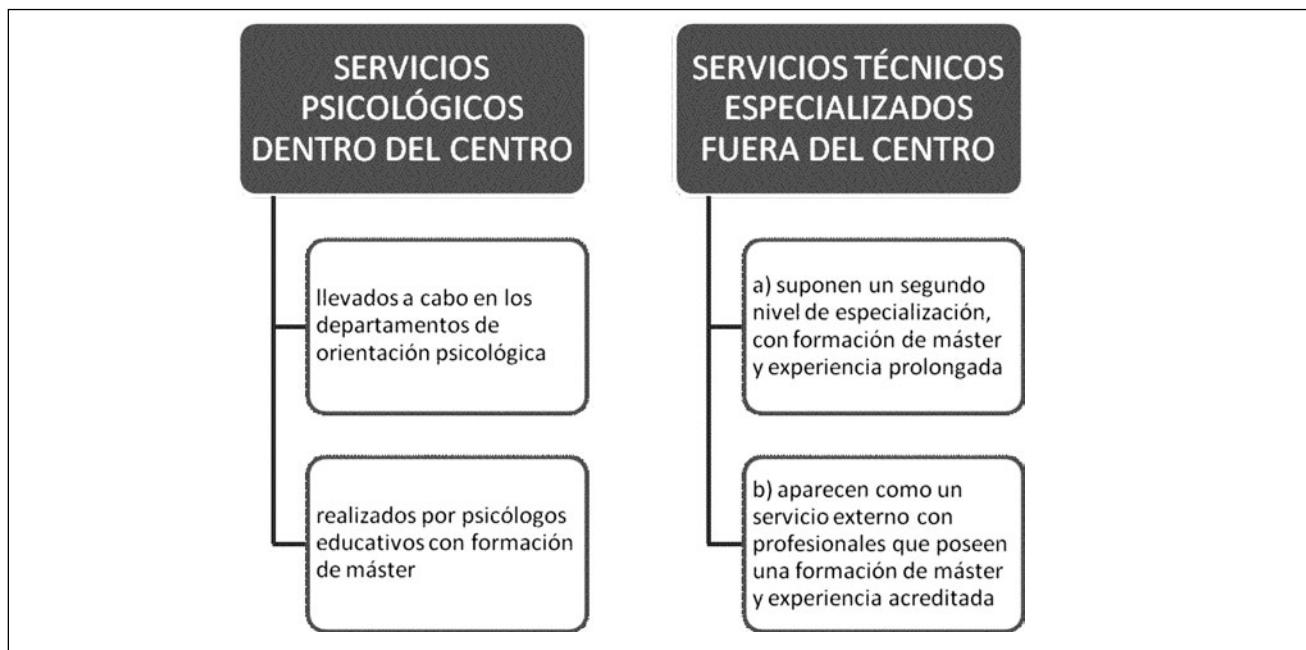 SERVICIOS
PSICOLÓGICOS
DENTRO DEL CENTRO
llevados a cabo en los
departamentos de
orientación psicológica
realizados por psicólogos
educativos con formación
de máster
SERVICIOS TÉCNICOS
ESPECIALIZADOS
FUERA DEL CENTRO
a) suponen un segundo
nivel de especialización,
con formación de máster
y experiencia prolongada
b) aparecen como un
servicio externo con
profesionales que poseen
una formación de máster
y experiencia acreditada